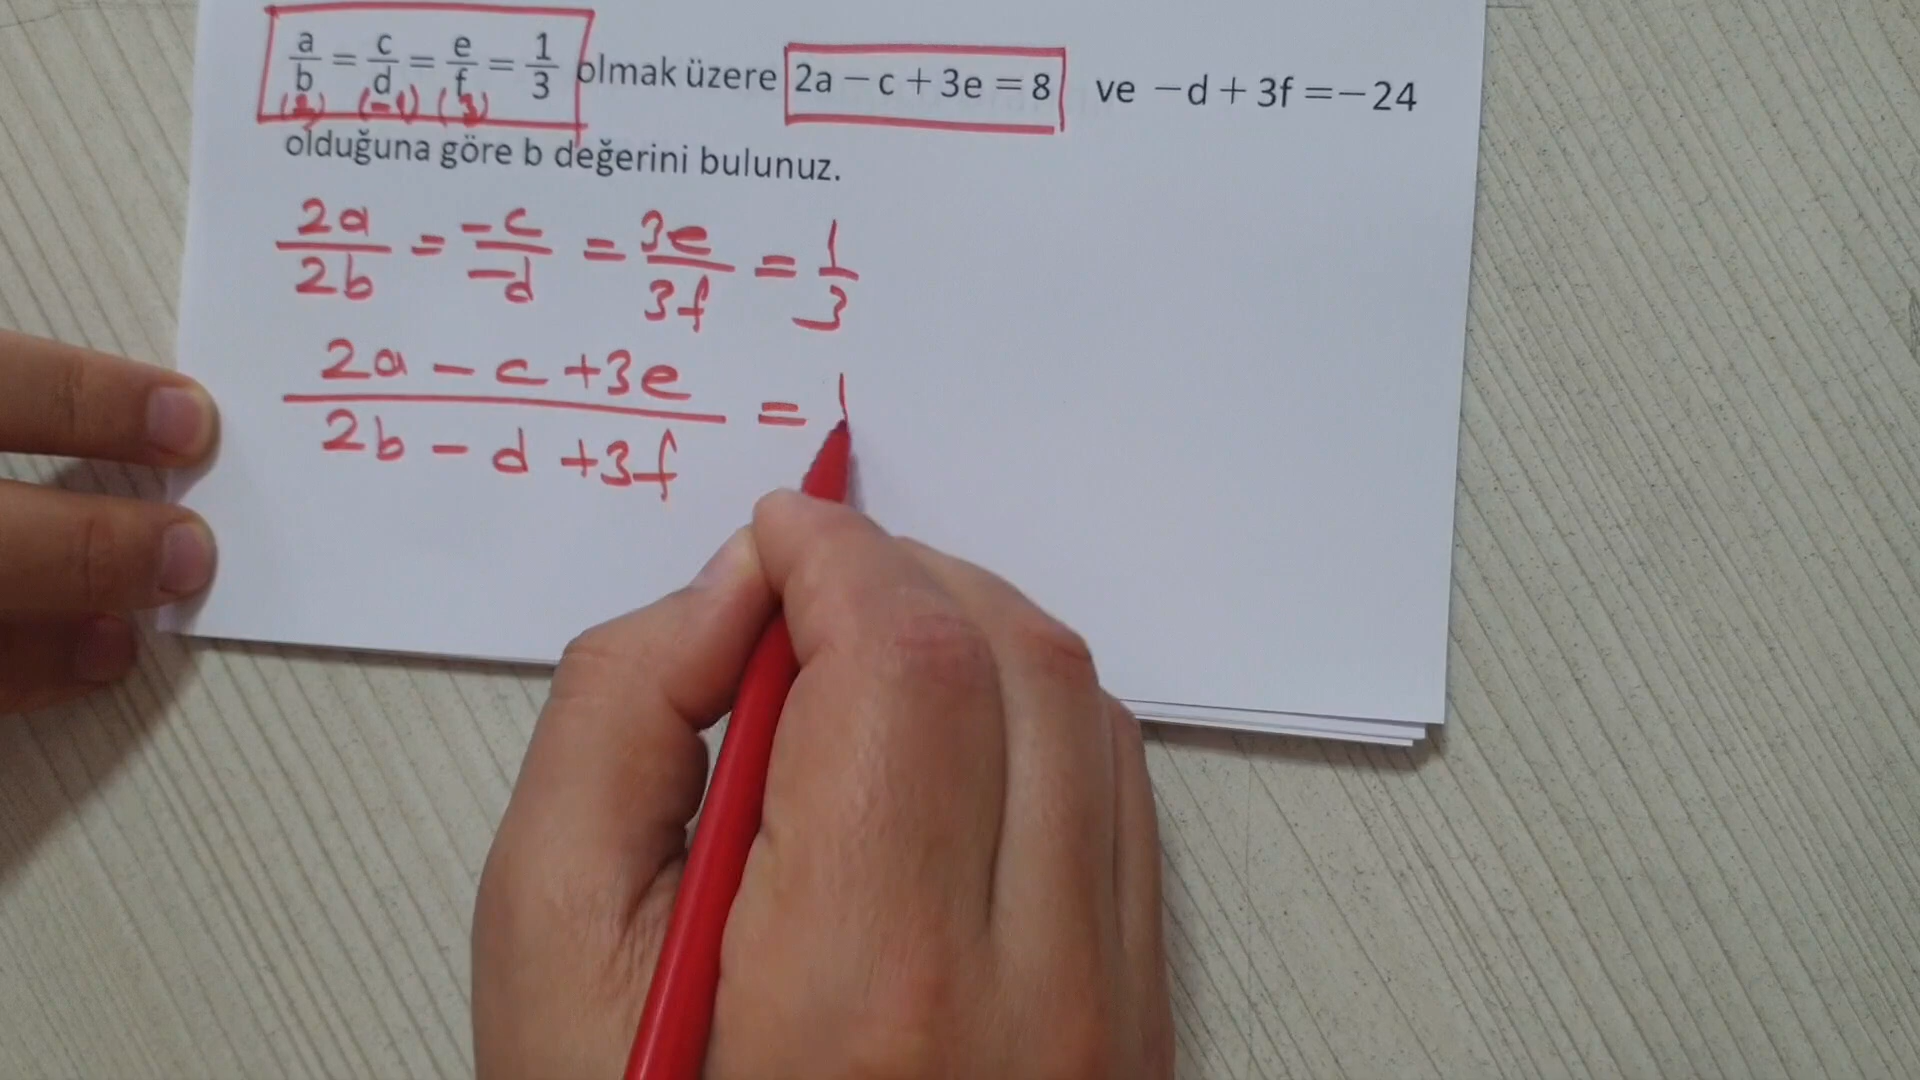 a/b = c/d = e/f = 1/3 olmak üzere 2a − c + 3e = 8 ve −d + 3f = −24
(2) (-1) (3)
olduğuna göre b değerini bulunuz.
2a/2b = -c/-d = 3e/3f = 1/3
2a - c + 3e / 2b - d + 3f = 1